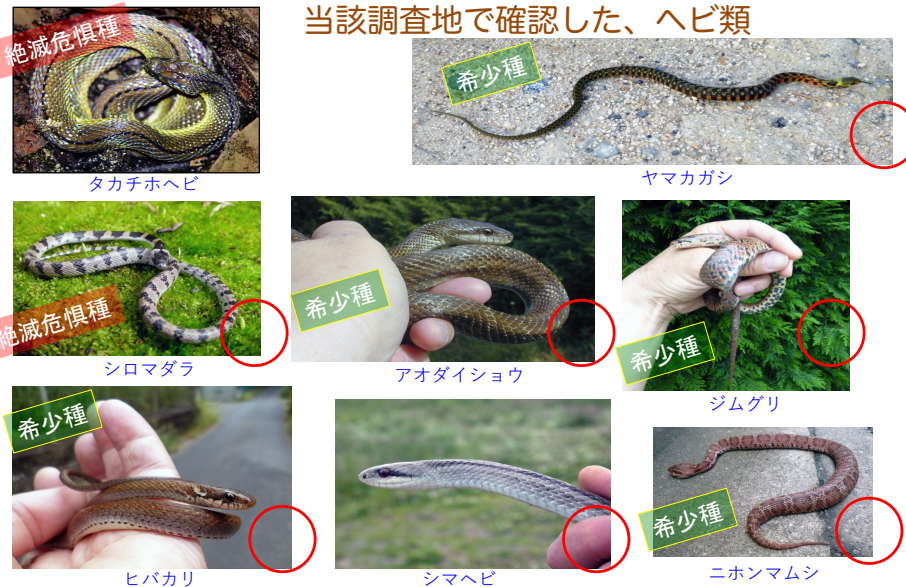 当該調査地で確認した、ヘビ類
絶滅危惧種
タカチホヘビ
希少種
ヤマカガシ
絶滅危惧種
シロマダラ
希少種
アオダイショウ
希少種
ジムグリ
希少種
ヒバカリ
シマヘビ
希少種
ニホンマムシ